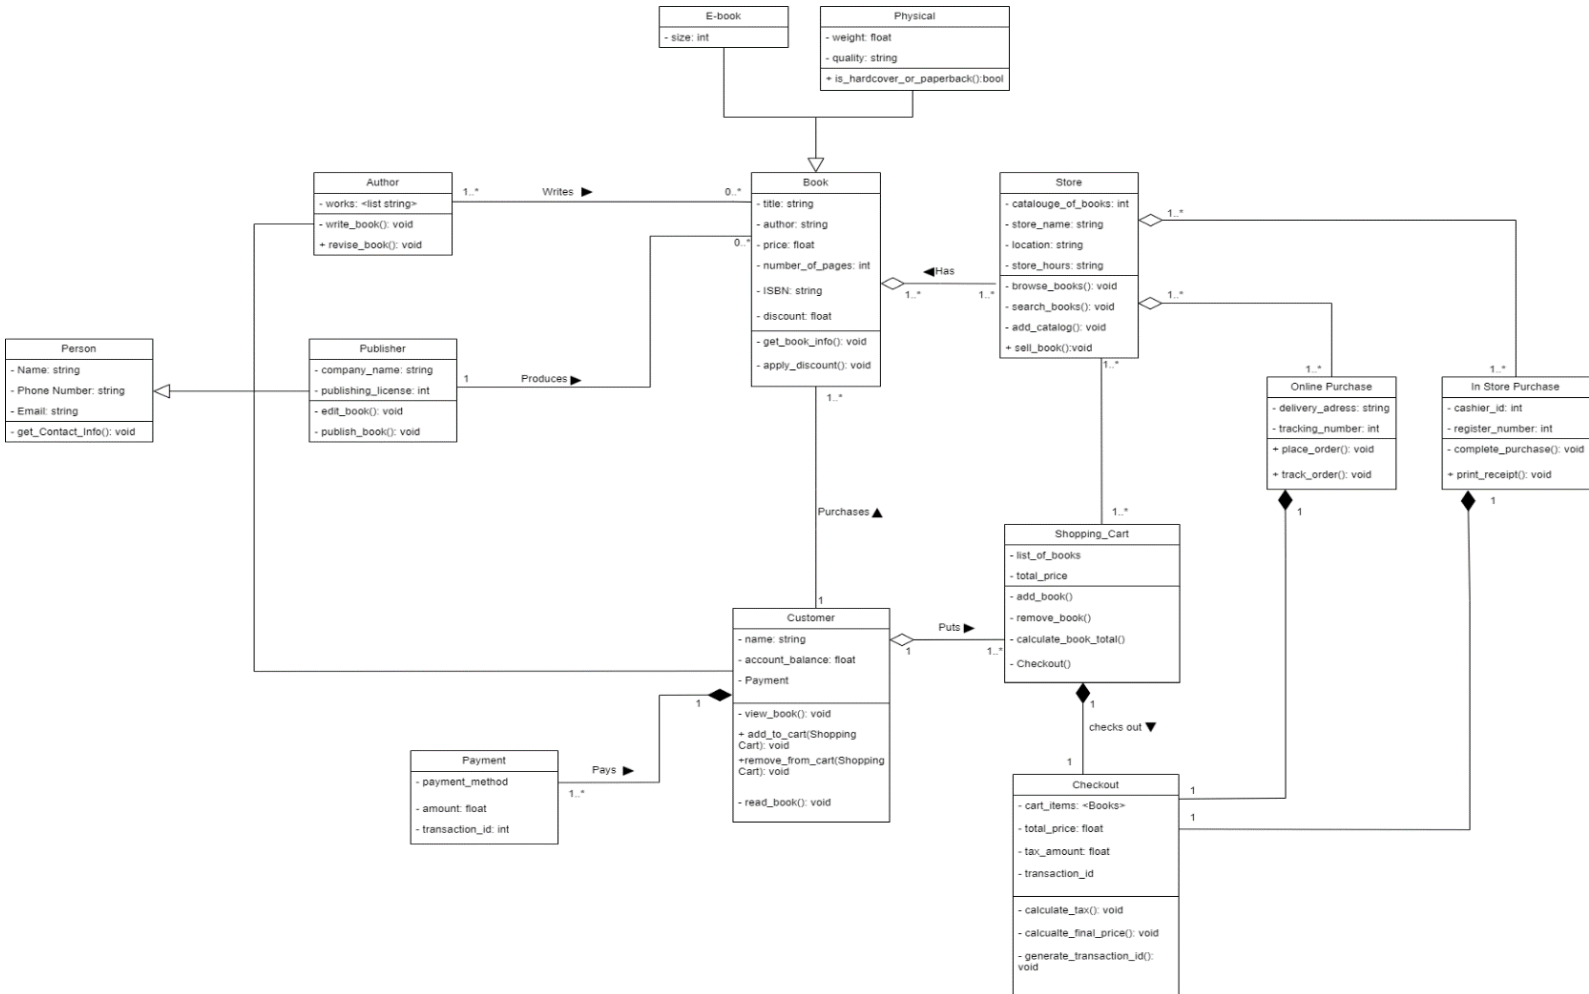 E-book
- size: int
Physical
- weight: float
- quality: string
+ is_hardcover_or_paperback():bool
Author
- works: <list string>
- write_book(): void
+ revise_book(): void
1..*
Writes
0..*
Book
- title: string
- author: string
- price: float
- number_of_pages: int
- ISBN: string
- discount: float
- get_book_info(): void
- apply_discount(): void
0..*
1..*
Has
1..*
1..*
Store
- catalouge_of_books: int
- store_name: string
- location: string
- store_hours: string
- browse_books(): void
- search_books(): void
- add_catalog(): void
+ sell_book():void
1..*
1..*
1..*
1..*
1..*
Person
- Name: string
- Phone Number: string
- Email: string
- get_Contact_Info(): void
Publisher
- company_name: string
- publishing_license: int
- edit_book(): void
- publish_book(): void
1
Produces
Online Purchase
- delivery_adress: string
- tracking_number: int
+ place_order(): void
+ track_order(): void
1
In Store Purchase
- cashier_id: int
- register_number: int
- complete_purchase(): void
+ print_receipt(): void
1
Purchases
1
1..*
Shopping_Cart
- list_of_books
- total_price
- add_book()
- remove_book()
- calculate_book_total()
- Checkout()
Customer
- name: string
- account_balance: float
- Payment
- view_book(): void
+ add_to_cart(Shopping
Cart): void
+remove_from_cart(Shopping
Cart): void
- read_book(): void
Puts
1
1..*
1
Payment
- payment_method
- amount: float
- transaction_id: int
Pays
1..*
1
checks out
1
Checkout
- cart_items: <Books>
- total_price: float
- tax_amount: float
- transaction_id
- calculate_tax(): void
- calcualte_final_price(): void
- generate_transaction_id():
void
1
1